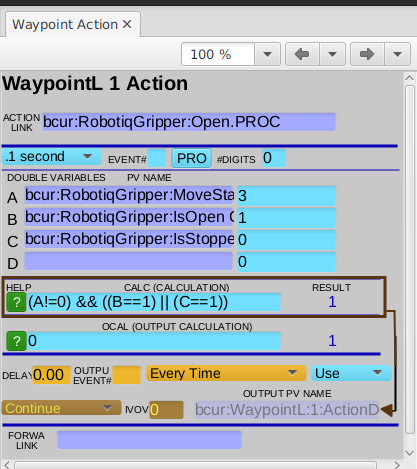 Waypoint Action ×
100 %
WaypointL 1 Action
ACTION LINK bcur:RobotiqGripper:Open.PROC
.1 second EVENT# PRO #DIGITS 0
DOUBLE VARIABLES PV NAME
A bcur:RobotiqGripper:MoveSta 3
B bcur:RobotiqGripper:IsOpen 1
C bcur:RobotiqGripper:IsStoppe 0
D 0
HELP CALC (CALCULATION) RESULT
? (A!=0) && ((B==1) || (C==1)) 1
OCAL (OUTPUT CALCULATION)
? 0 1
DELAY 0.00 OUTPU EVENT# Every Time Use
OUTPUT PV NAME
Continue IVOV 0 bcur:WaypointL:1:ActionD
FORWA LINK